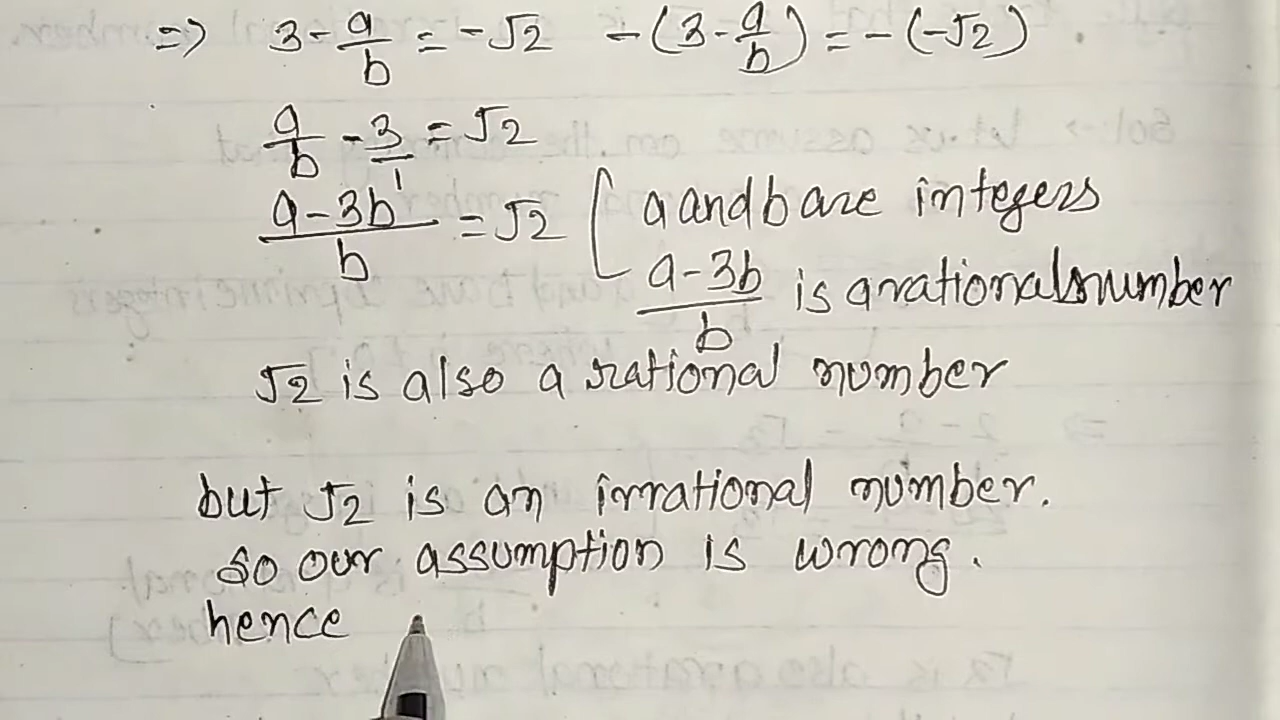 => 3 - a/b = -√2 - (3 - a/b) = - (-√2)
a/b - 3/1 = √2
(a - 3b)/b = √2 [ a and b are integers
(a - 3b)/b is a rational number
√2 is also a rational number
but √2 is an irrational number.
so our assumption is wrong.
hence